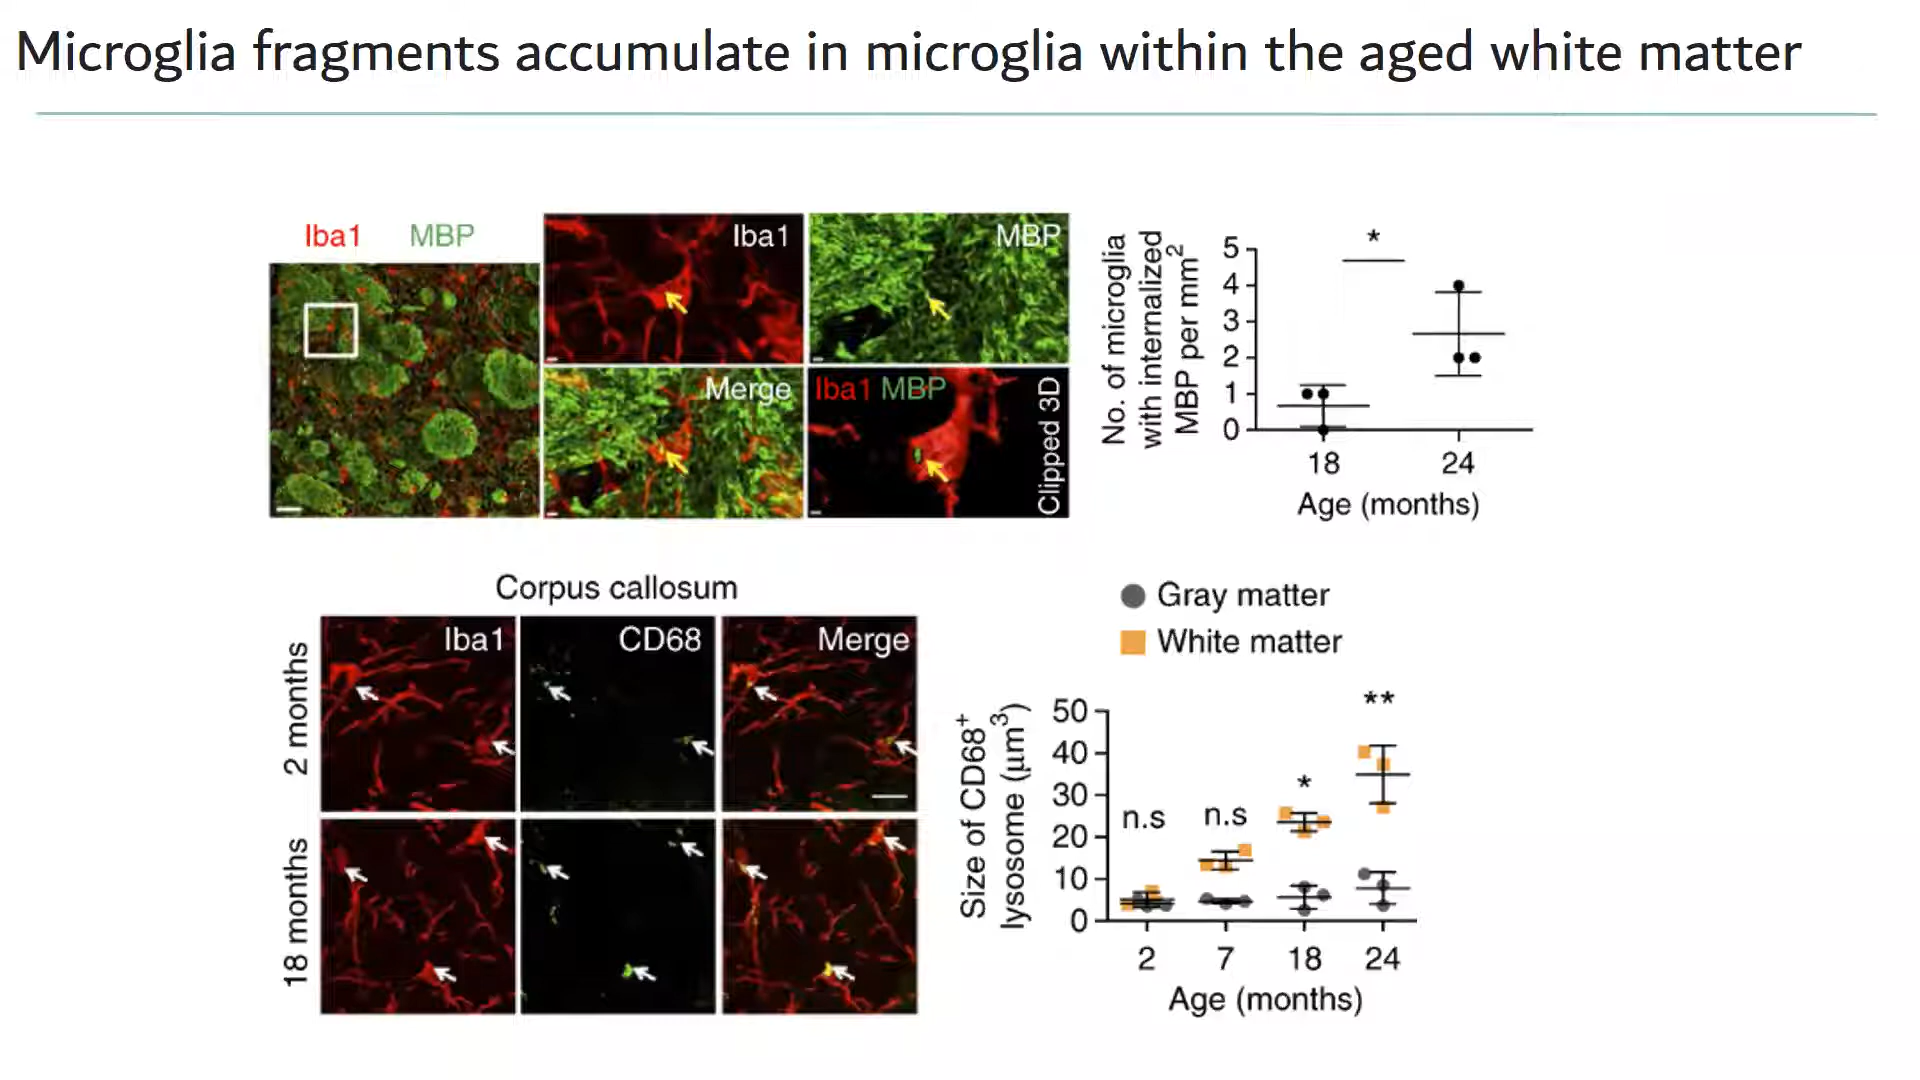 Microglia fragments accumulate in microglia within the aged white matter
Iba1 MBP
Iba1
MBP
Merge
Iba1 MBP
Clipped 3D
No. of microglia
with internalized
MBP per mm²
*
5
4
3
2
1
0
18 24
Age (months)
Corpus callosum
Iba1
CD68
Merge
2 months
18 months
Gray matter
White matter
Size of CD68⁺
lysosome (μm³)
50
40
30
20
10
0
n.s
n.s
*
**
2 7 18 24
Age (months)